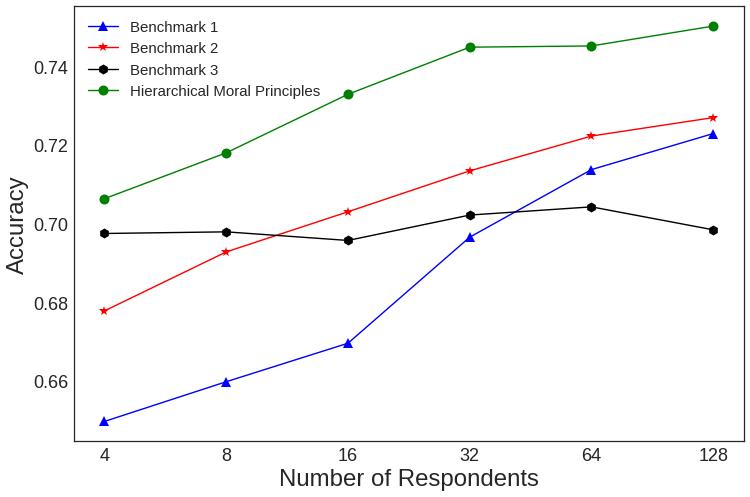 Benchmark 1
Benchmark 2
Benchmark 3
Hierarchical Moral Principles
0.74
0.72
0.70
0.68
0.66
Accuracy
4 8 16 32 64 128
Number of Respondents